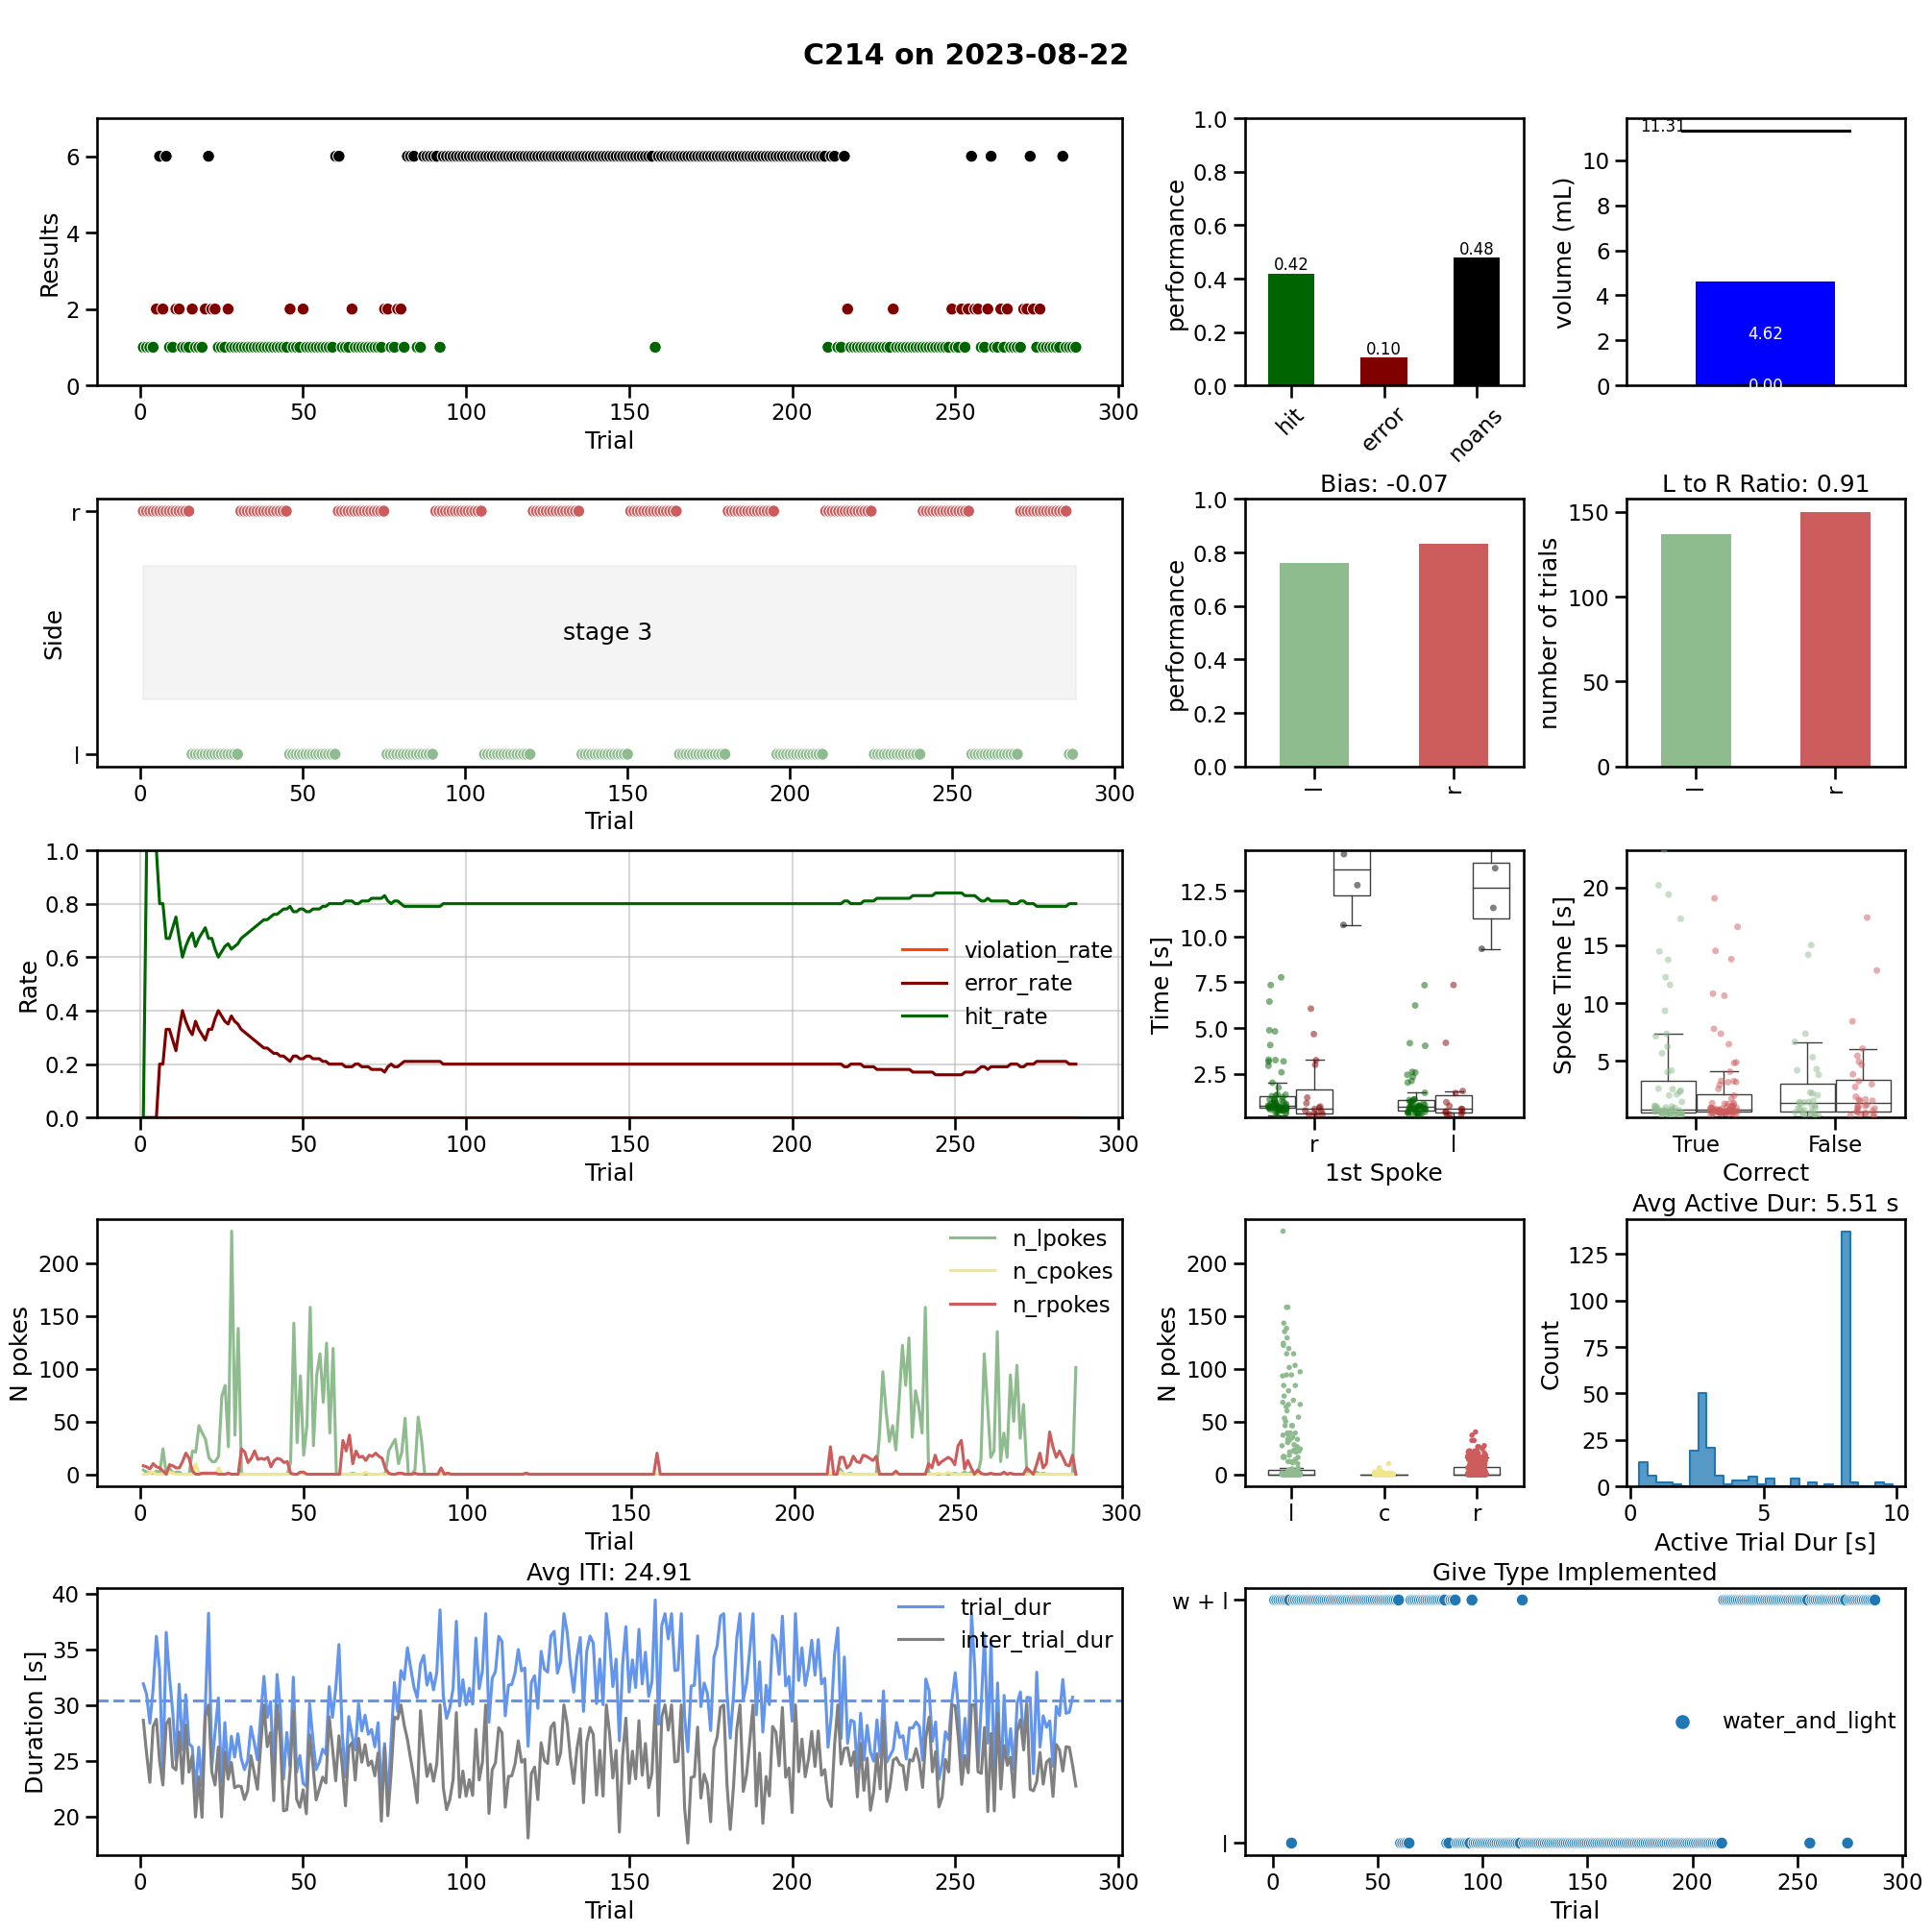 C214 on 2023-08-22
Results
6
4
2
0
0 50 100 150 200 250 300
Trial
performance
1.0
0.8
0.6
0.4
0.2
0.0
0.42
0.10
0.48
hit error noans
volume (mL)
10
8
6
4
2
0
11.31
4.62
0.00
Side
r
l
stage 3
0 50 100 150 200 250 300
Trial
Bias: -0.07
performance
1.0
0.8
0.6
0.4
0.2
0.0
l r
L to R Ratio: 0.91
number of trials
150
100
50
0
l r
Rate
1.0
0.8
0.6
0.4
0.2
0.0
violation_rate
error_rate
hit_rate
0 50 100 150 200 250 300
Trial
Time [s]
12.5
10.0
7.5
5.0
2.5
r l
1st Spoke
Spoke Time [s]
20
15
10
5
True False
Correct
N pokes
200
150
100
50
0
n_lpokes
n_cpokes
n_rpokes
0 50 100 150 200 250 300
Trial
N pokes
200
150
100
50
0
l c r
Avg Active Dur: 5.51 s
Count
125
100
75
50
25
0
0 5 10
Active Trial Dur [s]
Avg ITI: 24.91
Duration [s]
40
35
30
25
20
trial_dur
inter_trial_dur
0 50 100 150 200 250 300
Trial
Give Type Implemented
w + l
l
water_and_light
0 50 100 150 200 250 300
Trial